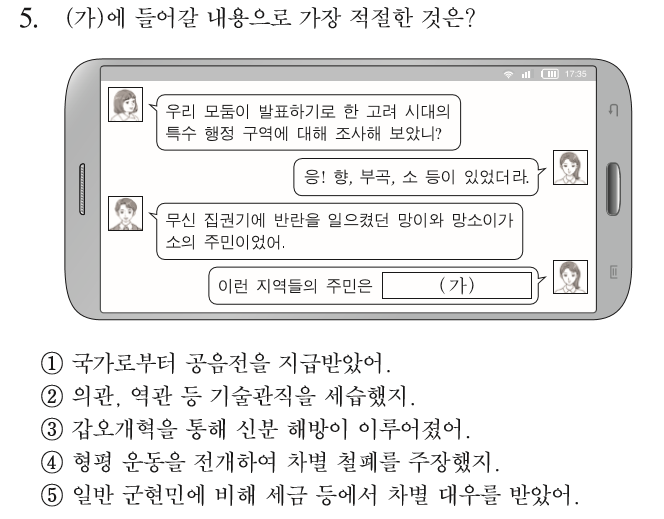 5. (가)에 들어갈 내용으로 가장 적절한 것은?
17:35
우리 모둠이 발표하기로 한 고려 시대의
특수 행정 구역에 대해 조사해 보았니?
응! 향, 부곡, 소 등이 있었더라.
무신 집권기에 반란을 일으켰던 망이와 망소이가
소의 주민이었어.
이런 지역들의 주민은 (가)
① 국가로부터 공음전을 지급받았어.
② 의관, 역관 등 기술관직을 세습했지.
③ 갑오개혁을 통해 신분 해방이 이루어졌어.
④ 형평 운동을 전개하여 차별 철폐를 주장했지.
⑤ 일반 군현민에 비해 세금 등에서 차별 대우를 받았어.